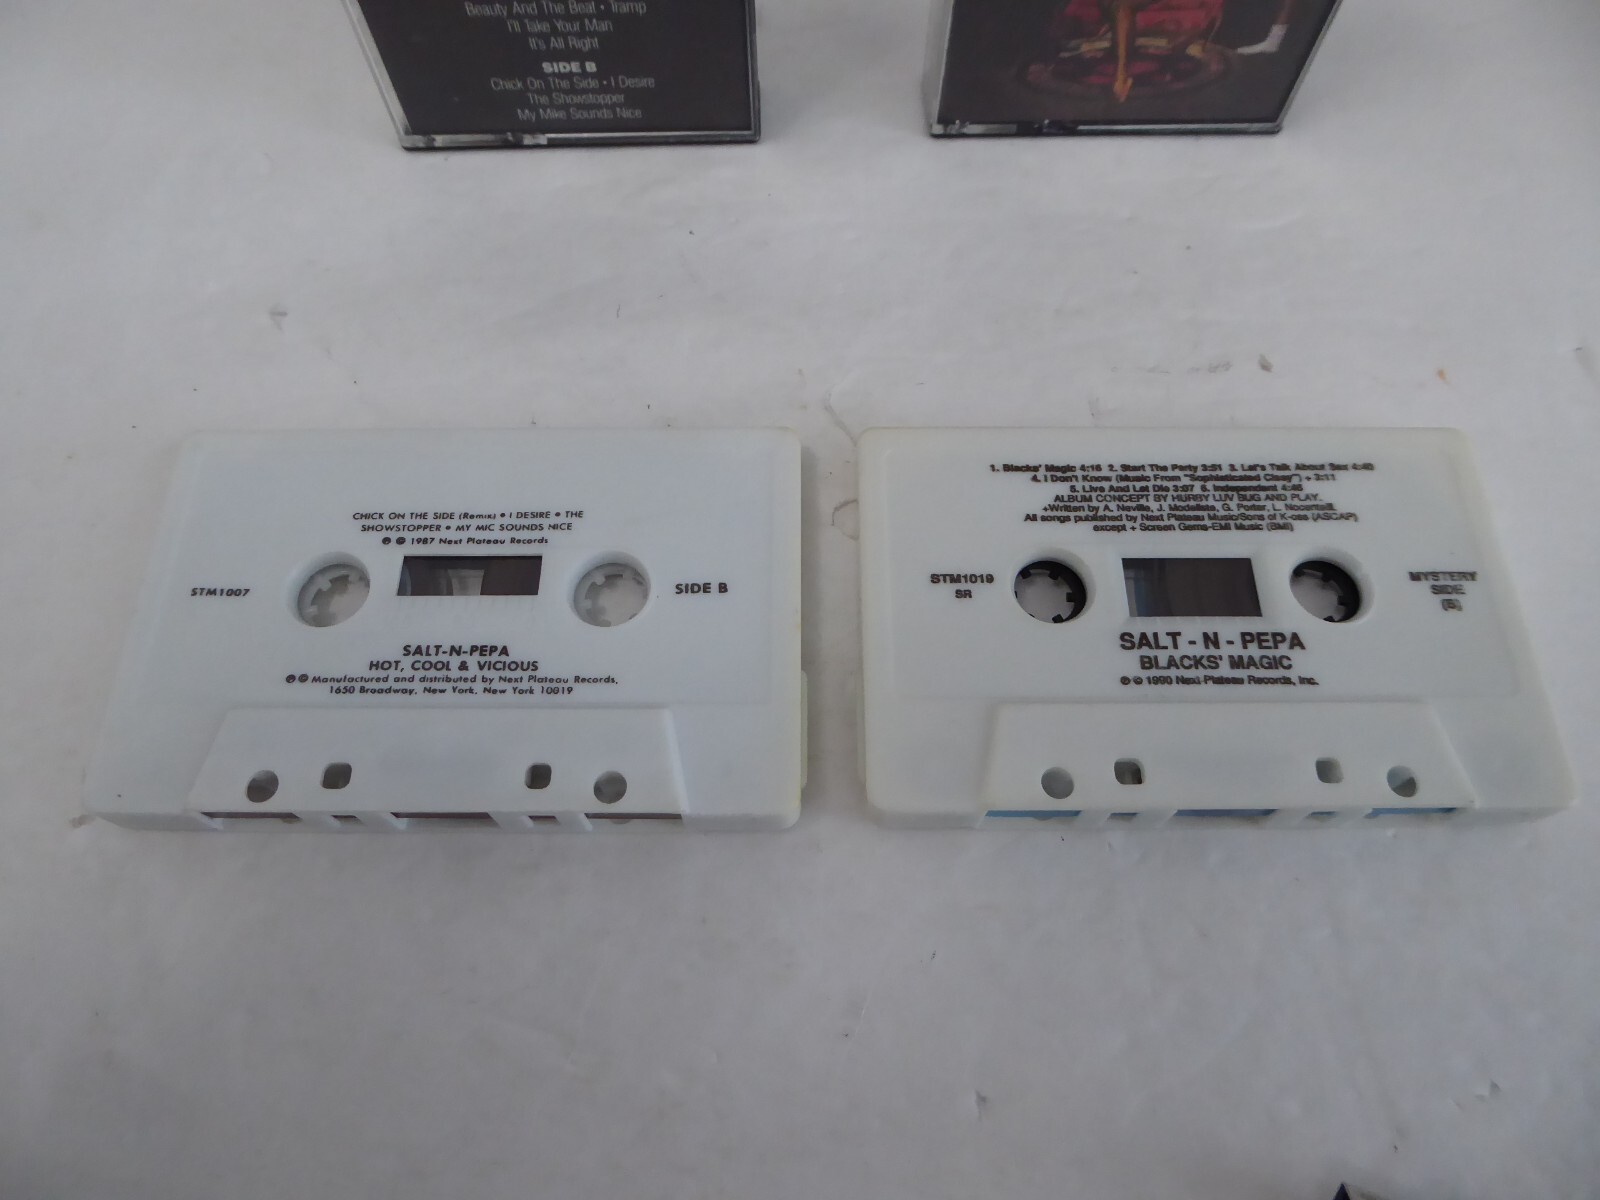 Beauty And The Beat • Tramp
I'll Take Your Man
It's All Right
SIDE B
Chick On The Side • I Desire
The Showstopper
My Mike Sounds Nice
CHICK ON THE SIDE (Remix) • I DESIRE • THE
SHOWSTOPPER • MY MIC SOUNDS NICE
℗ © 1987 Next Plateau Records
STM1007
SIDE B
SALT-N-PEPA
HOT, COOL & VICIOUS
℗ © Manufactured and distributed by Next Plateau Records,
1650 Broadway, New York, New York 10019
1. Blacks' Magic 4:16 2. Start The Party 3:51 3. Let's Talk About Sex 4:40
4. I Don't Know (Music From "Sophisticated Cissy") + 3:11
5. Live And Let Die 3:07 6. Independent 4:46
ALBUM CONCEPT BY HURBY LUV BUG AND PLAY.
+Written by A. Neville, J. Modeliste, G. Porter, L. Nocentelli.
All songs published by Next Plateau Music/Sons of K-oss (ASCAP)
except + Screen Gems-EMI Music (BMI)
STM1019
SR
MYSTERY
SIDE
(B)
SALT - N - PEPA
BLACKS' MAGIC
℗ © 1990 Next Plateau Records, Inc.